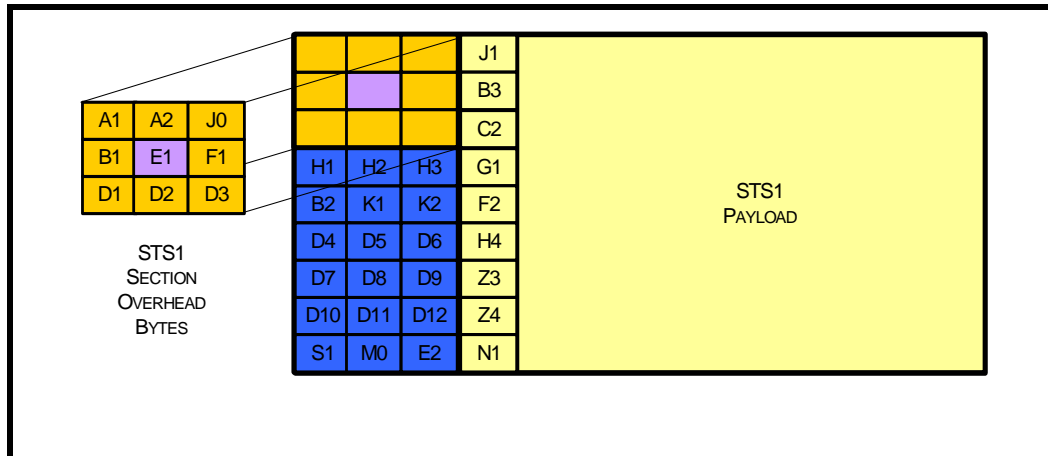 J1
B3
A1 A2 J0
C2
B1 E1 F1
H1 H2 H3 G1
D1 D2 D3
B2 K1 K2 F2
STS1
PAYLOAD
D4 D5 D6 H4
STS1
SECTION
OVERHEAD
BYTES
D7 D8 D9 Z3
D10 D11 D12 Z4
S1 M0 E2 N1